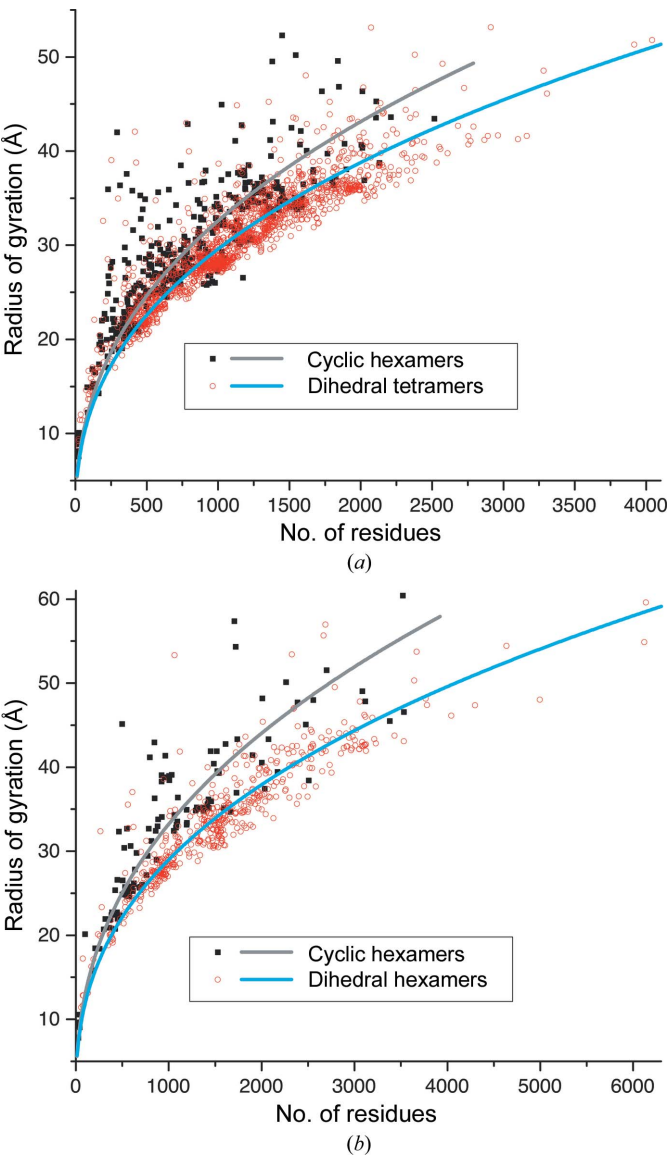 50
40
30
20
10
Radius of gyration (Å)
Cyclic hexamers
Dihedral tetramers
0 500 1000 1500 2000 2500 3000 3500 4000
No. of residues
(a)
60
50
40
30
20
10
Radius of gyration (Å)
Cyclic hexamers
Dihedral hexamers
0 1000 2000 3000 4000 5000 6000
No. of residues
(b)